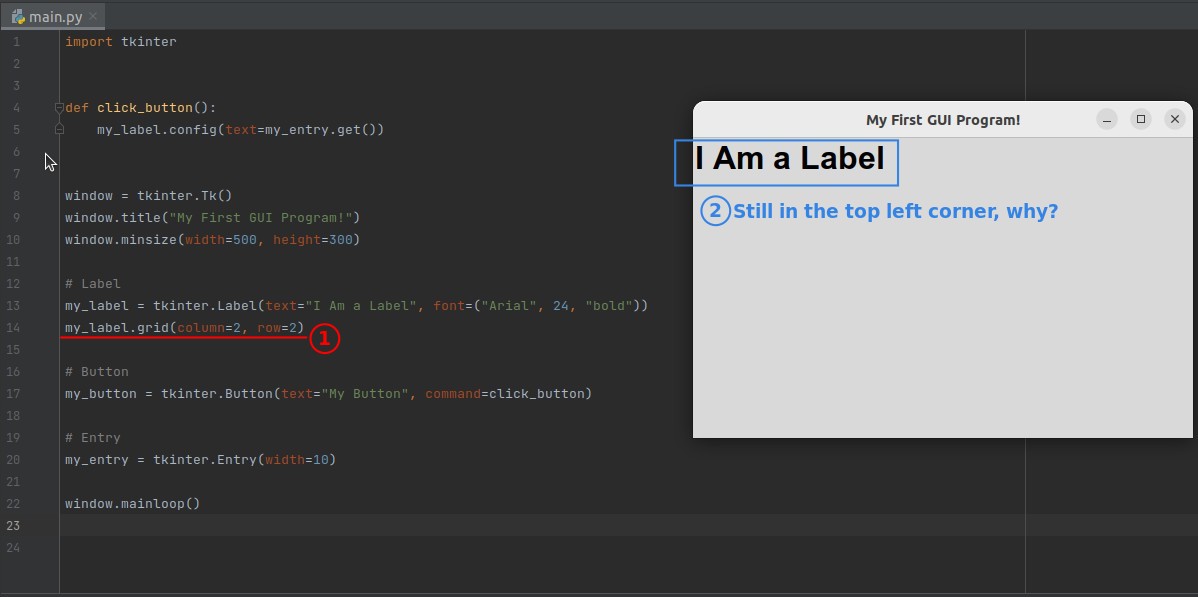 main.py
1 import tkinter
2
3
4 def click_button():
5 my_label.config(text=my_entry.get())
6
7
8 window = tkinter.Tk()
9 window.title("My First GUI Program!")
10 window.minsize(width=500, height=300)
11
12 # Label
13 my_label = tkinter.Label(text="I Am a Label", font=("Arial", 24, "bold"))
14 my_label.grid(column=2, row=2)
1
15
16 # Button
17 my_button = tkinter.Button(text="My Button", command=click_button)
18
19 # Entry
20 my_entry = tkinter.Entry(width=10)
21
22 window.mainloop()
23
24
My First GUI Program!
I Am a Label
2 Still in the top left corner, why?